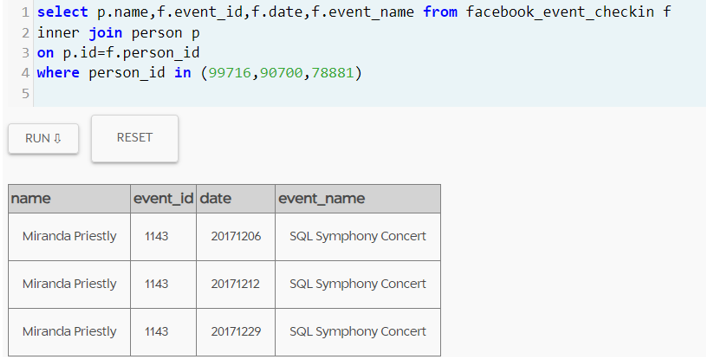 1 select p.name,f.event_id,f.date,f.event_name from facebook_event_checkin f
2 inner join person p
3 on p.id=f.person_id
4 where person_id in (99716,90700,78881)
5
RUN ⇩ RESET
name event_id date event_name
Miranda Priestly 1143 20171206 SQL Symphony Concert
Miranda Priestly 1143 20171212 SQL Symphony Concert
Miranda Priestly 1143 20171229 SQL Symphony Concert